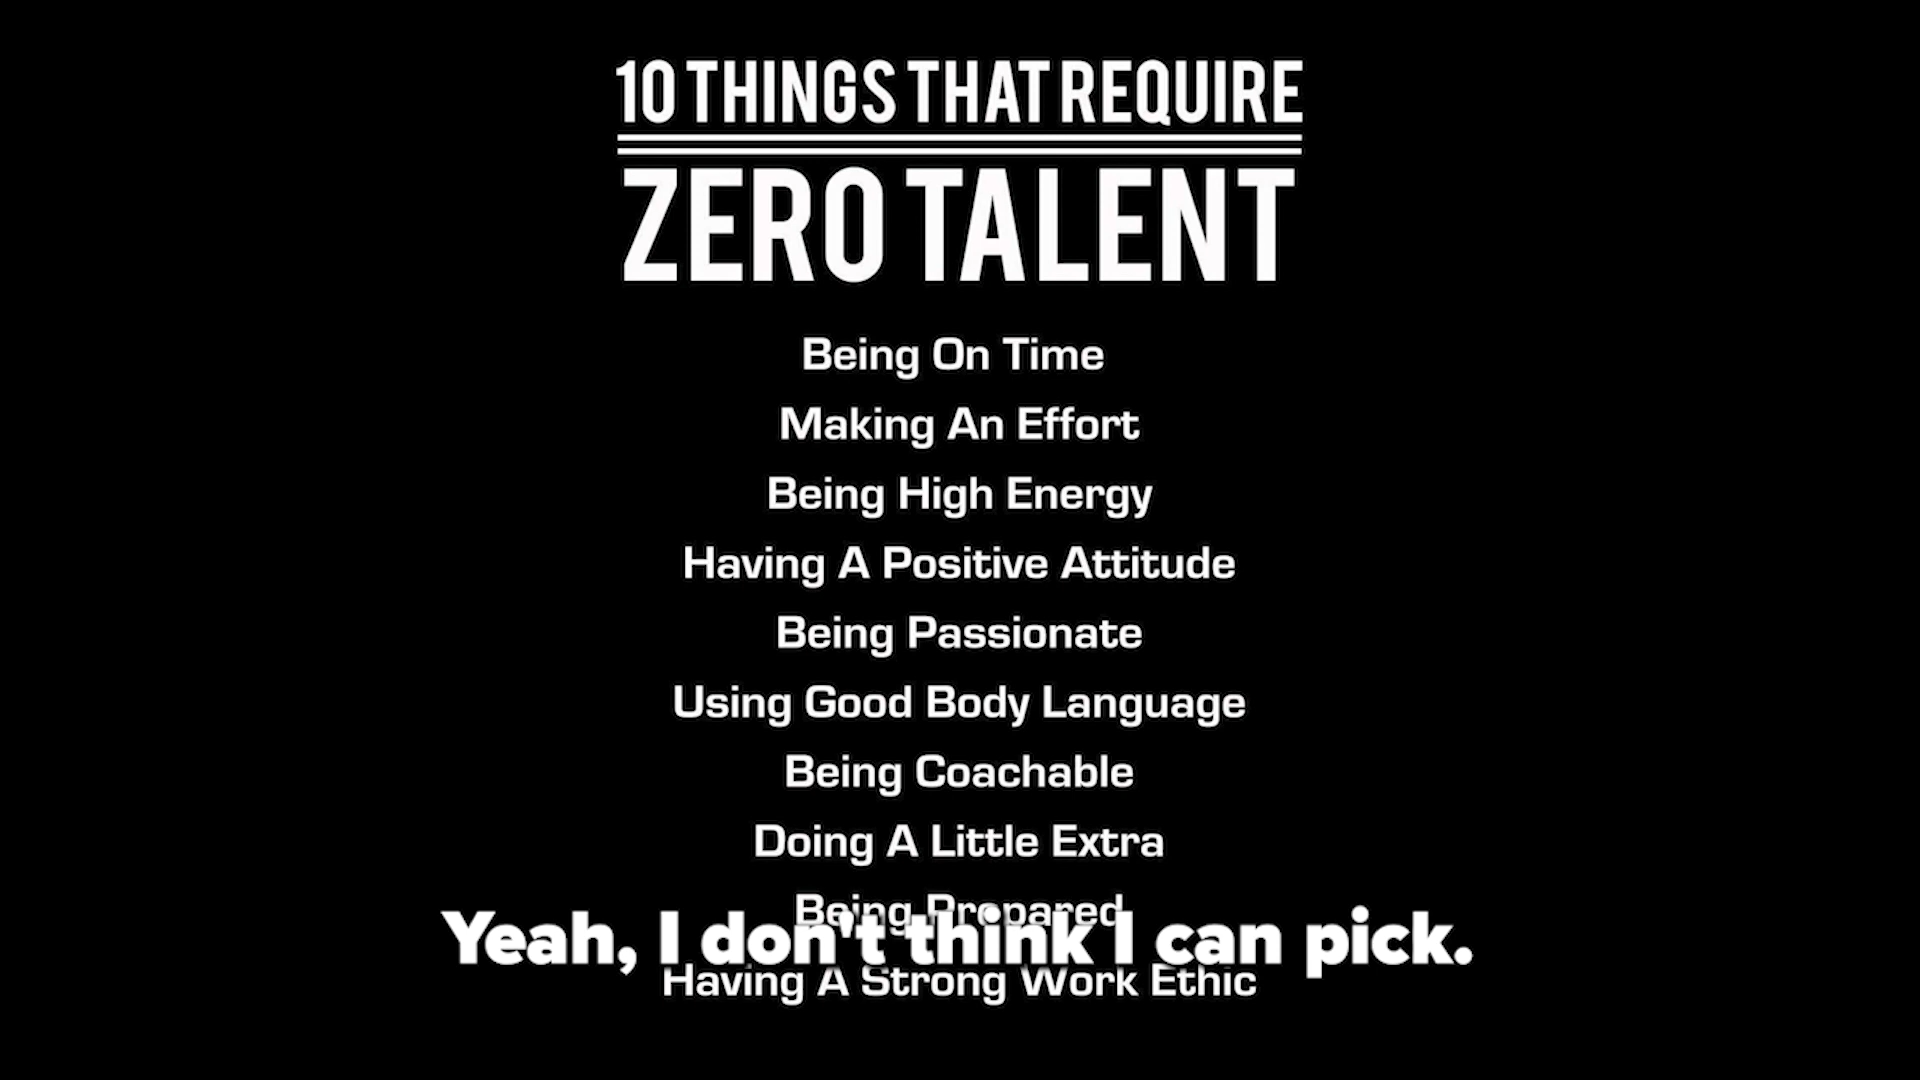 10 THINGS THAT REQUIRE
ZERO TALENT
Being On Time
Making An Effort
Being High Energy
Having A Positive Attitude
Being Passionate
Using Good Body Language
Being Coachable
Doing A Little Extra
Being Prepared
Yeah, I don't think I can pick.
Having A Strong Work Ethic